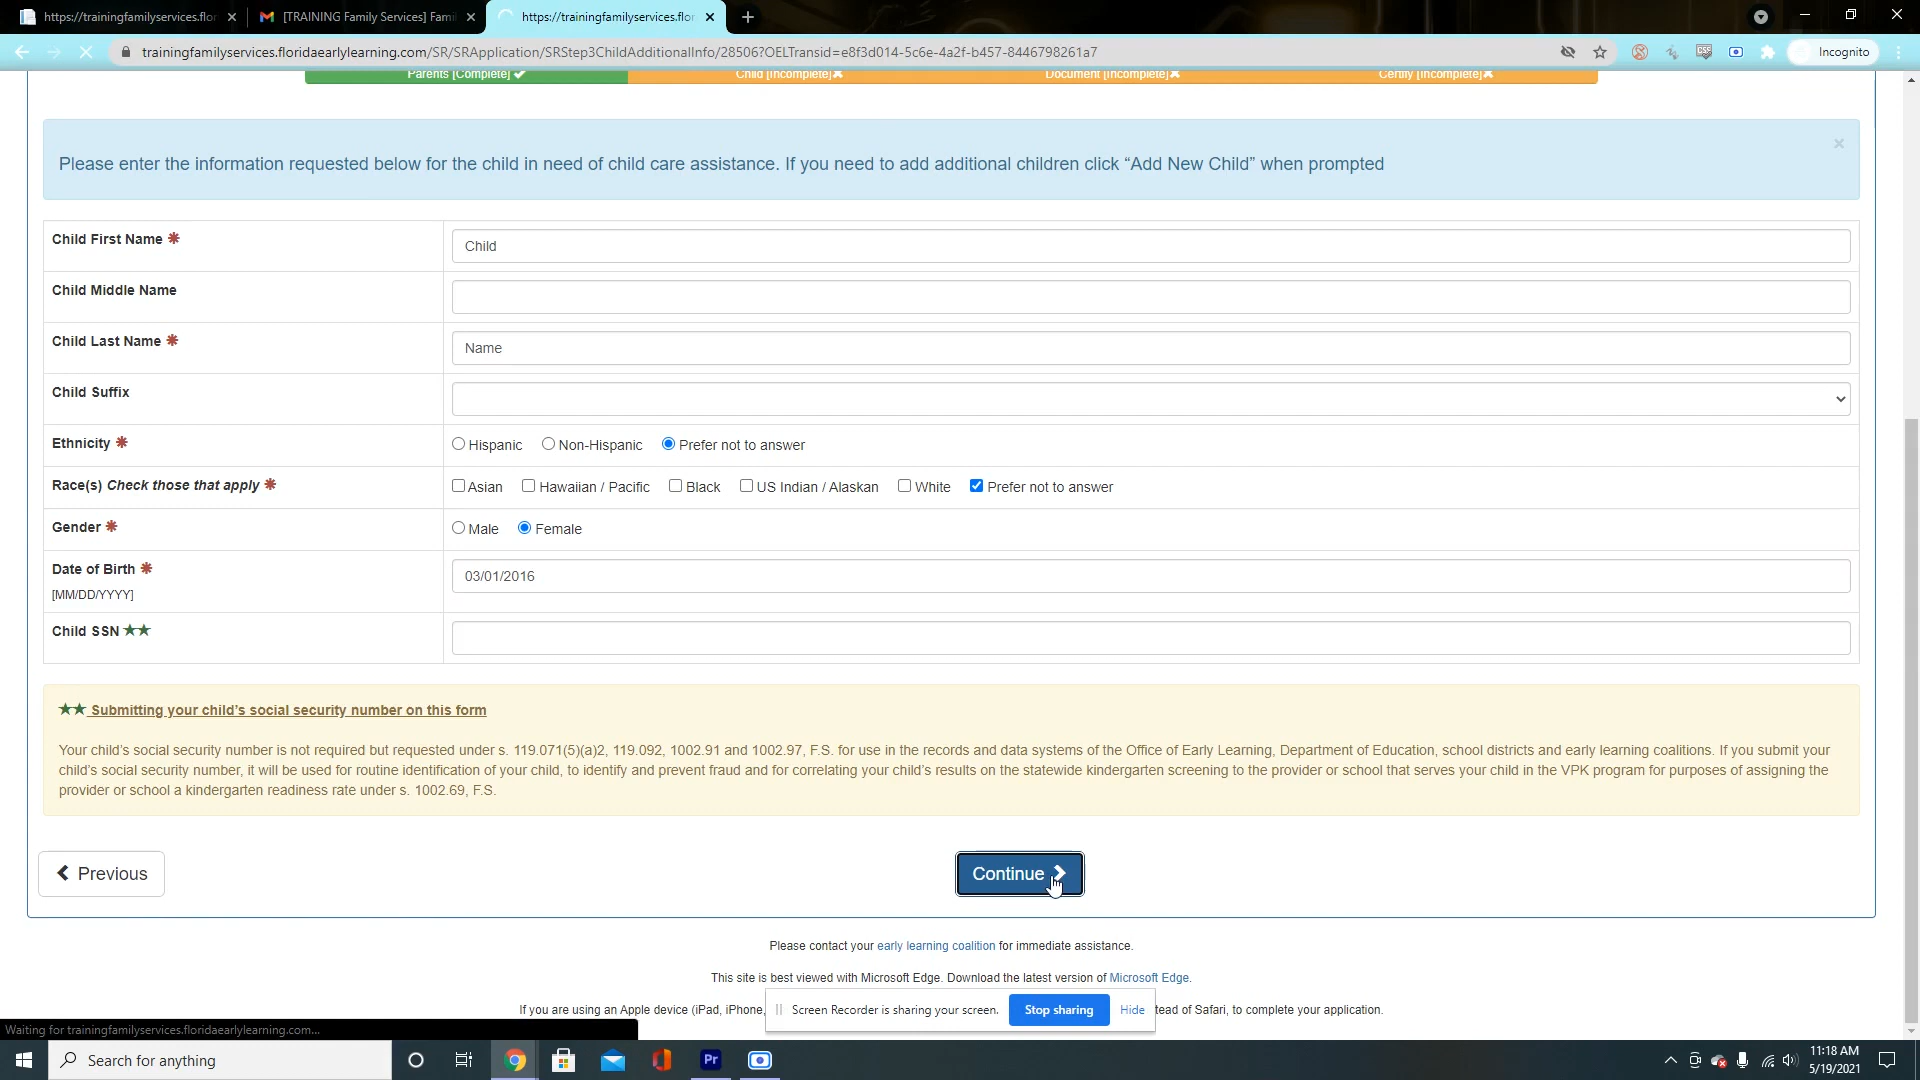 https://trainingfamilyservices.flor
[TRAINING Family Services] Fami
https://trainingfamilyservices.flor
trainingfamilyservices.floridaearlylearning.com/SR/SRApplication/SRStep3ChildAdditionalInfo/28506?OELTransid=e8f3d014-5c6e-4a2f-b457-8446798261a7
Incognito
Parents [Complete] Child [Incomplete] Document [Incomplete] Certify [Incomplete]
Please enter the information requested below for the child in need of child care assistance. If you need to add additional children click “Add New Child” when prompted
Child First Name
Child
Child Middle Name
Child Last Name
Name
Child Suffix
Ethnicity
Hispanic Non-Hispanic Prefer not to answer
Race(s) Check those that apply
Asian Hawaiian / Pacific Black US Indian / Alaskan White Prefer not to answer
Gender
Male Female
Date of Birth
[MM/DD/YYYY]
03/01/2016
Child SSN ★★
★★ Submitting your child’s social security number on this form
Your child’s social security number is not required but requested under s. 119.071(5)(a)2, 119.092, 1002.91 and 1002.97, F.S. for use in the records and data systems of the Office of Early Learning, Department of Education, school districts and early learning coalitions. If you submit your
child’s social security number, it will be used for routine identification of your child, to identify and prevent fraud and for correlating your child’s results on the statewide kindergarten screening to the provider or school that serves your child in the VPK program for purposes of assigning the
provider or school a kindergarten readiness rate under s. 1002.69, F.S.
Previous
Continue
Please contact your early learning coalition for immediate assistance.
This site is best viewed with Microsoft Edge. Download the latest version of Microsoft Edge.
If you are using an Apple device (iPad, iPhone, tead of Safari, to complete your application.
Screen Recorder is sharing your screen. Stop sharing Hide
Waiting for trainingfamilyservices.floridaearlylearning.com...
Search for anything
Pr
11:18 AM
5/19/2021